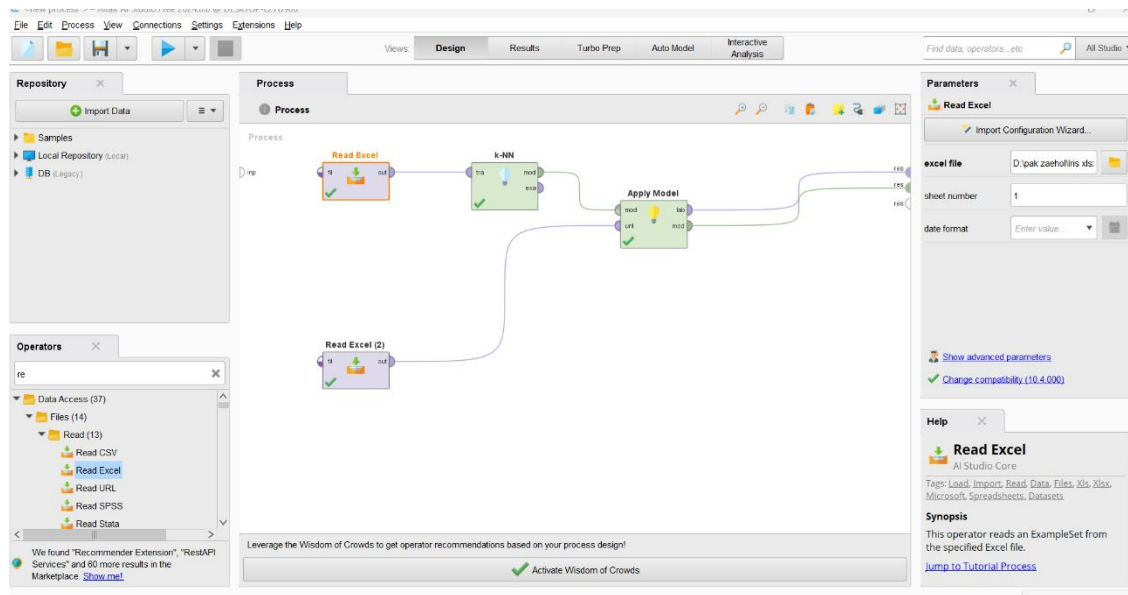 File Edit Process View Connections Settings Extensions Help
Views: Design Results Turbo Prep Auto Model Interactive Analysis
Find data, operators...etc All Studio
Repository
Import Data
Samples
Local Repository (Local)
DB (Legacy)
Operators
re
Data Access (37)
Files (14)
Read (13)
Read CSV
Read Excel
Read URL
Read SPSS
Read Stata
We found "Recommender Extension", "RestAPI
Services" and 60 more results in the
Marketplace. Show me!
Process
Process
Process
inp
Read Excel
fil out
k-NN
tra mod
exa
Apply Model
mod lab
unl mod
res
res
res
Read Excel (2)
fil out
Leverage the Wisdom of Crowds to get operator recommendations based on your process design!
Activate Wisdom of Crowds
Parameters
Read Excel
Import Configuration Wizard...
excel file D:\pak zaehol\Iris xls:
sheet number 1
date format Enter value...
Show advanced parameters
Change compatibility (10.4.000)
Help
Read Excel
AI Studio Core
Tags: Load, Import, Read, Data, Files, Xls, Xlsx,
Microsoft, Spreadsheets, Datasets
Synopsis
This operator reads an ExampleSet from
the specified Excel file.
Jump to Tutorial Process